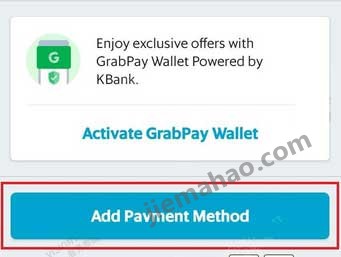 Enjoy exclusive offers with
GrabPay Wallet Powered by
KBank.
G
Activate GrabPay Wallet
jiemahao.com
Add Payment Method